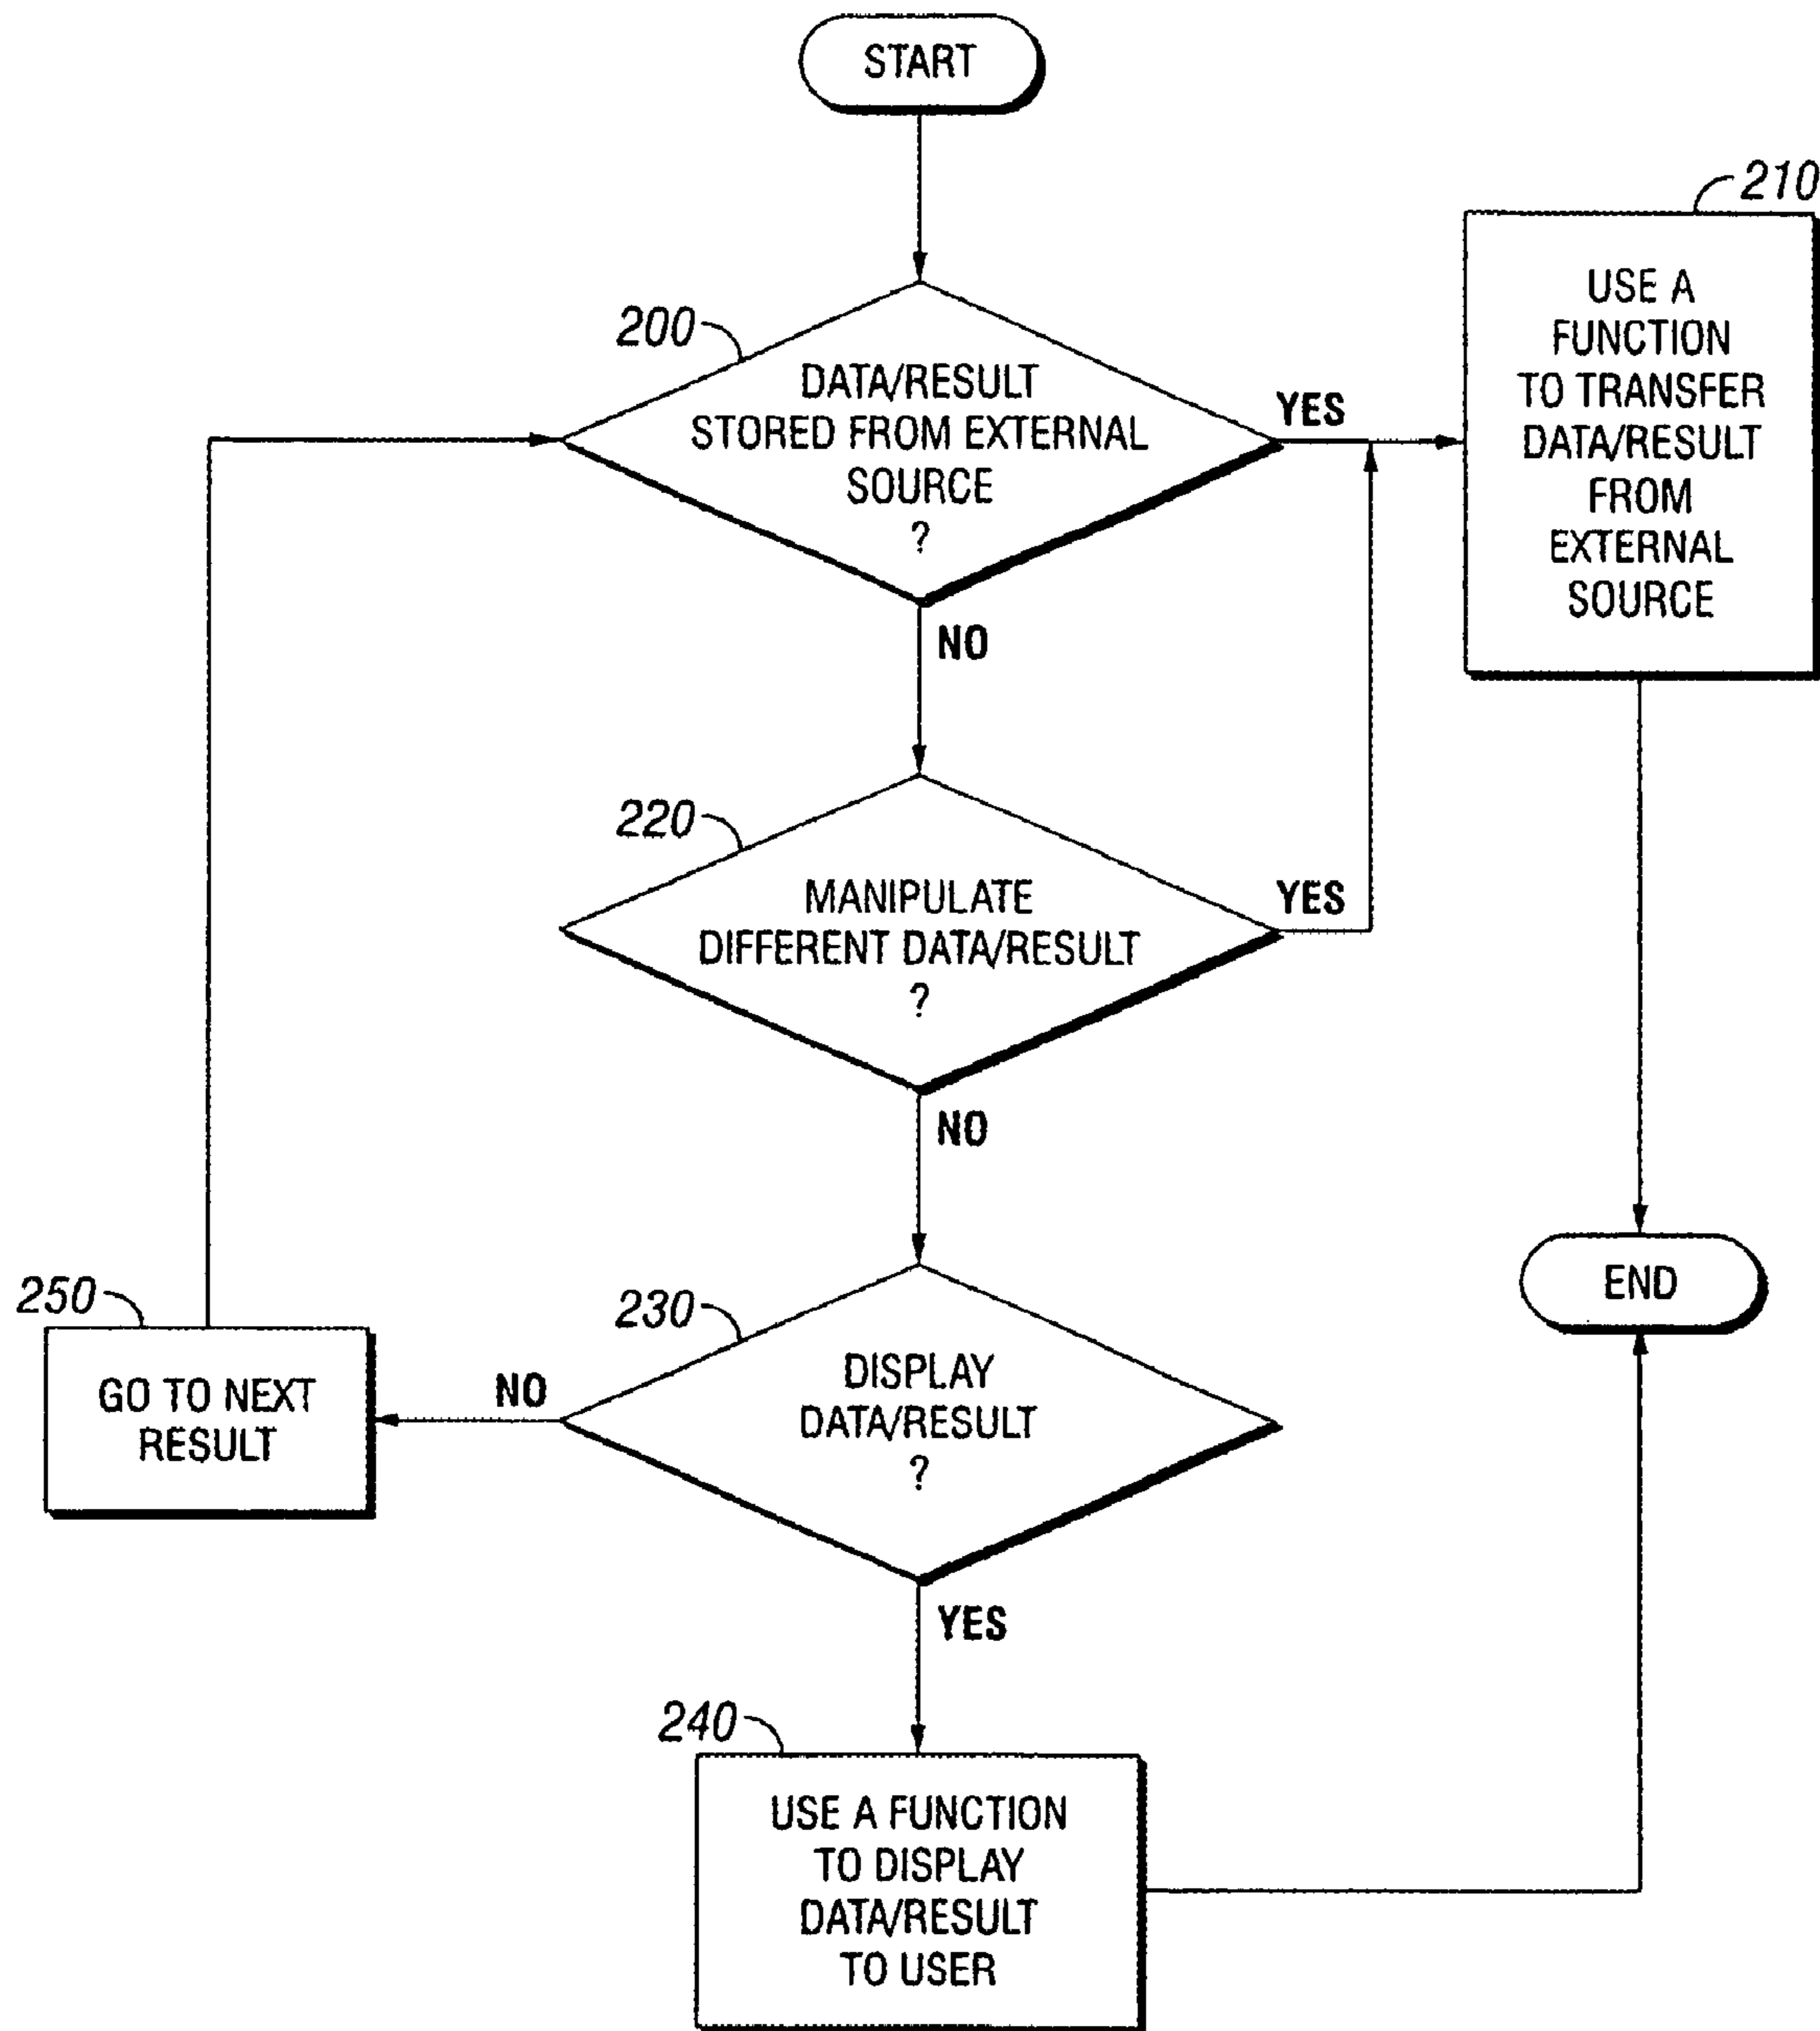 START
210
USE A
FUNCTION
TO TRANSFER
DATA/RESULT
FROM
EXTERNAL
SOURCE
200
DATA/RESULT
STORED FROM EXTERNAL
SOURCE
?
YES
NO
220
MANIPULATE
DIFFERENT DATA/RESULT
?
YES
NO
END
250
GO TO NEXT
RESULT
NO
230
DISPLAY
DATA/RESULT
?
YES
240
USE A FUNCTION
TO DISPLAY
DATA/RESULT
TO USER